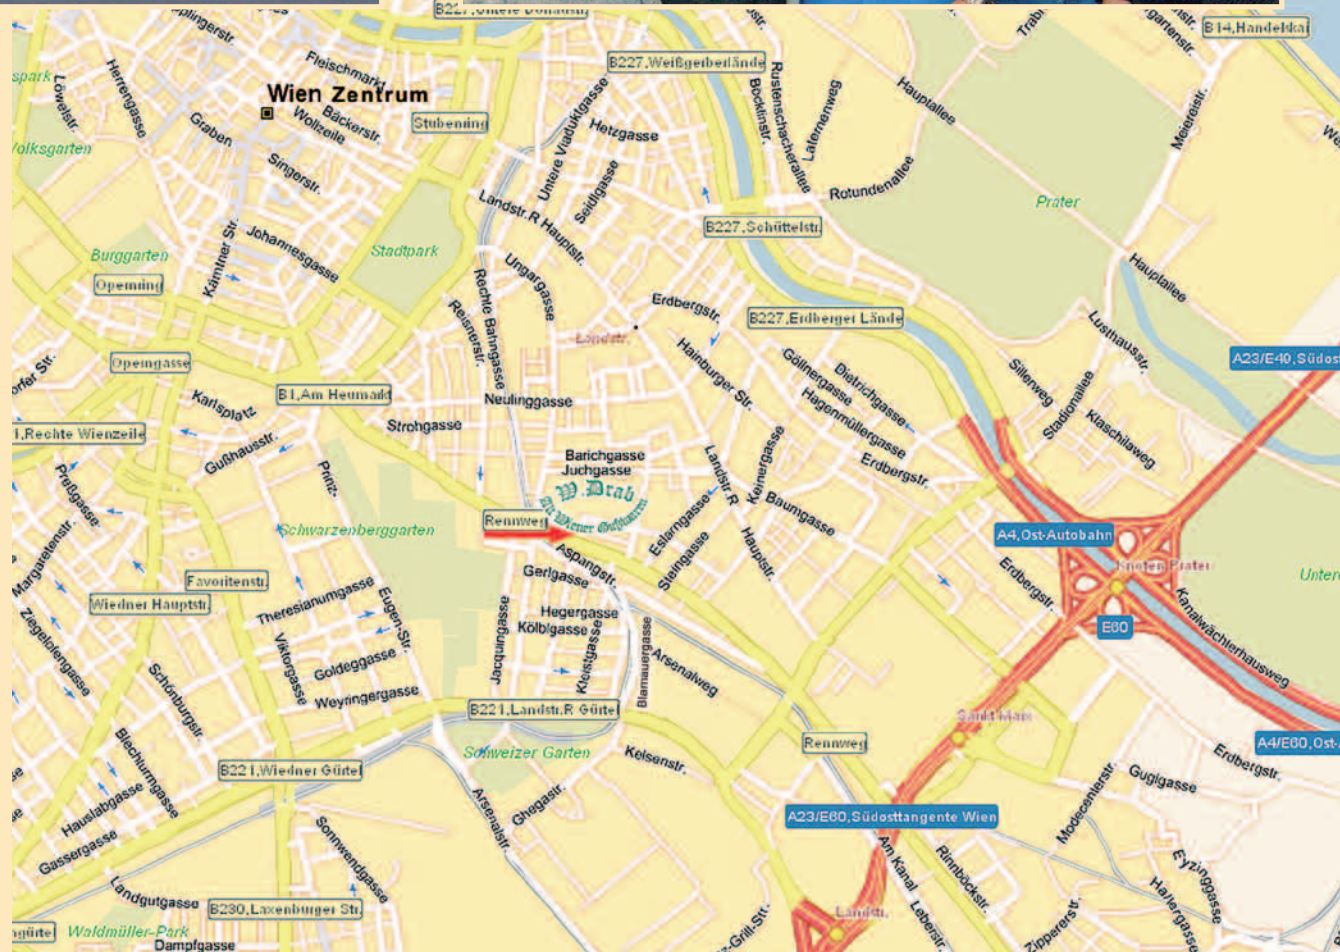 B227,Untere Donaustr.
B14,Handelskai
Fleischmarkt
B227,Weißgerberlände
Löwelstr.
Herrengasse
Wien Zentrum
Bäckerstr.
Wollzeile
Stubenring
Graben
Singerstr.
Untere Viaduktgasse
Hetzgasse
Seidlgasse
Böcklinstr.
Rustenschacherallee
Laternenweg
Hauptallee
Meiereistr.
Rotundenallee
Prater
Landstr.R Hauptstr.
B227,Schüttelstr.
Burggarten
Kärntner Str.
Johannesgasse
Stadtpark
Opernring
Rechte Bahngasse
Ungargasse
Reisnerstr.
Erdbergstr.
B227,Erdberger Lände
Hauptallee
Lusthausstr.
Landstr.
Operngasse
B1,Am Heumarkt
Karlsplatz
Neulinggasse
Hainburger Str.
Göllnergasse
Dietrichgasse
Hagenmüllergasse
Erdbergstr.
Stadionallee
A23/E49,Südost
Rechte Wienzeile
Gußhausstr.
Strohgasse
Barichgasse
Juchgasse
W.Drab
Alt Wiener Gußwaren
Rennweg
Landstr.R
Hauptstr.
Keinergasse
Baumgasse
Eslarngasse
Steingasse
A4,Ost-Autobahn
Knoten Prater
E60
Kanalwächterhausweg
Preßgasse
Margaretenstr.
Prinz-
Eugen-Str.
Schwarzenberggarten
Favoritenstr.
Wiedner Hauptstr.
Theresianumgasse
Viktorgasse
Goldeggasse
Weyringergasse
Ziegelofengasse
Schönburgstr.
Aspangstr.
Gerlgasse
Hegergasse
Kölblgasse
Jacquingasse
Kleistgasse
Blamauergasse
Arsenalweg
Erdbergstr.
B221,Landstr.R Gürtel
Schweizer Garten
Kelsenstr.
Rennweg
Sankt Marx
A4/E60,Ost-
Erdbergstr.
Guglgasse
Modecenterstr.
B221,Wiedner Gürtel
Blechturmgasse
Hauslabgasse
Gassergasse
Arsenalstr.
Ghegastr.
A23/E60,Südosttangente Wien
Am Kanal
Rinnböckstr.
Leberstr.
Eyzinggasse
Hallergasse
Zippererstr.
Sonnwendgasse
Landgutgasse
B230,Laxenburger Str.
Waldmüller-Park
Dampfgasse
Landstr.